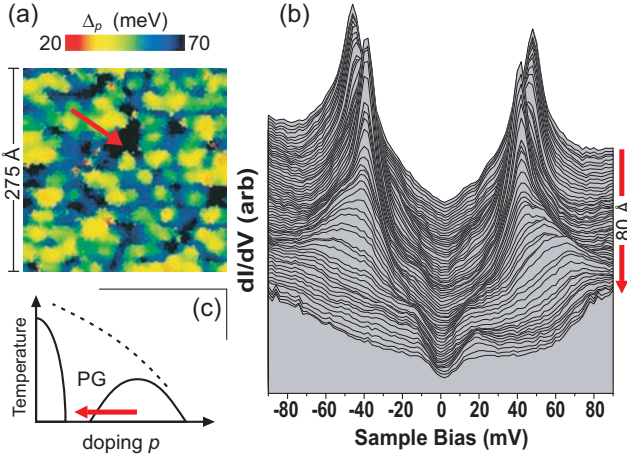 (a)
Δp (meV)
20 70
275 Å
(b)
dI/dV (arb)
80 Å
-80 -60 -40 -20 0 20 40 60 80
Sample Bias (mV)
(c)
Temperature
PG
doping p